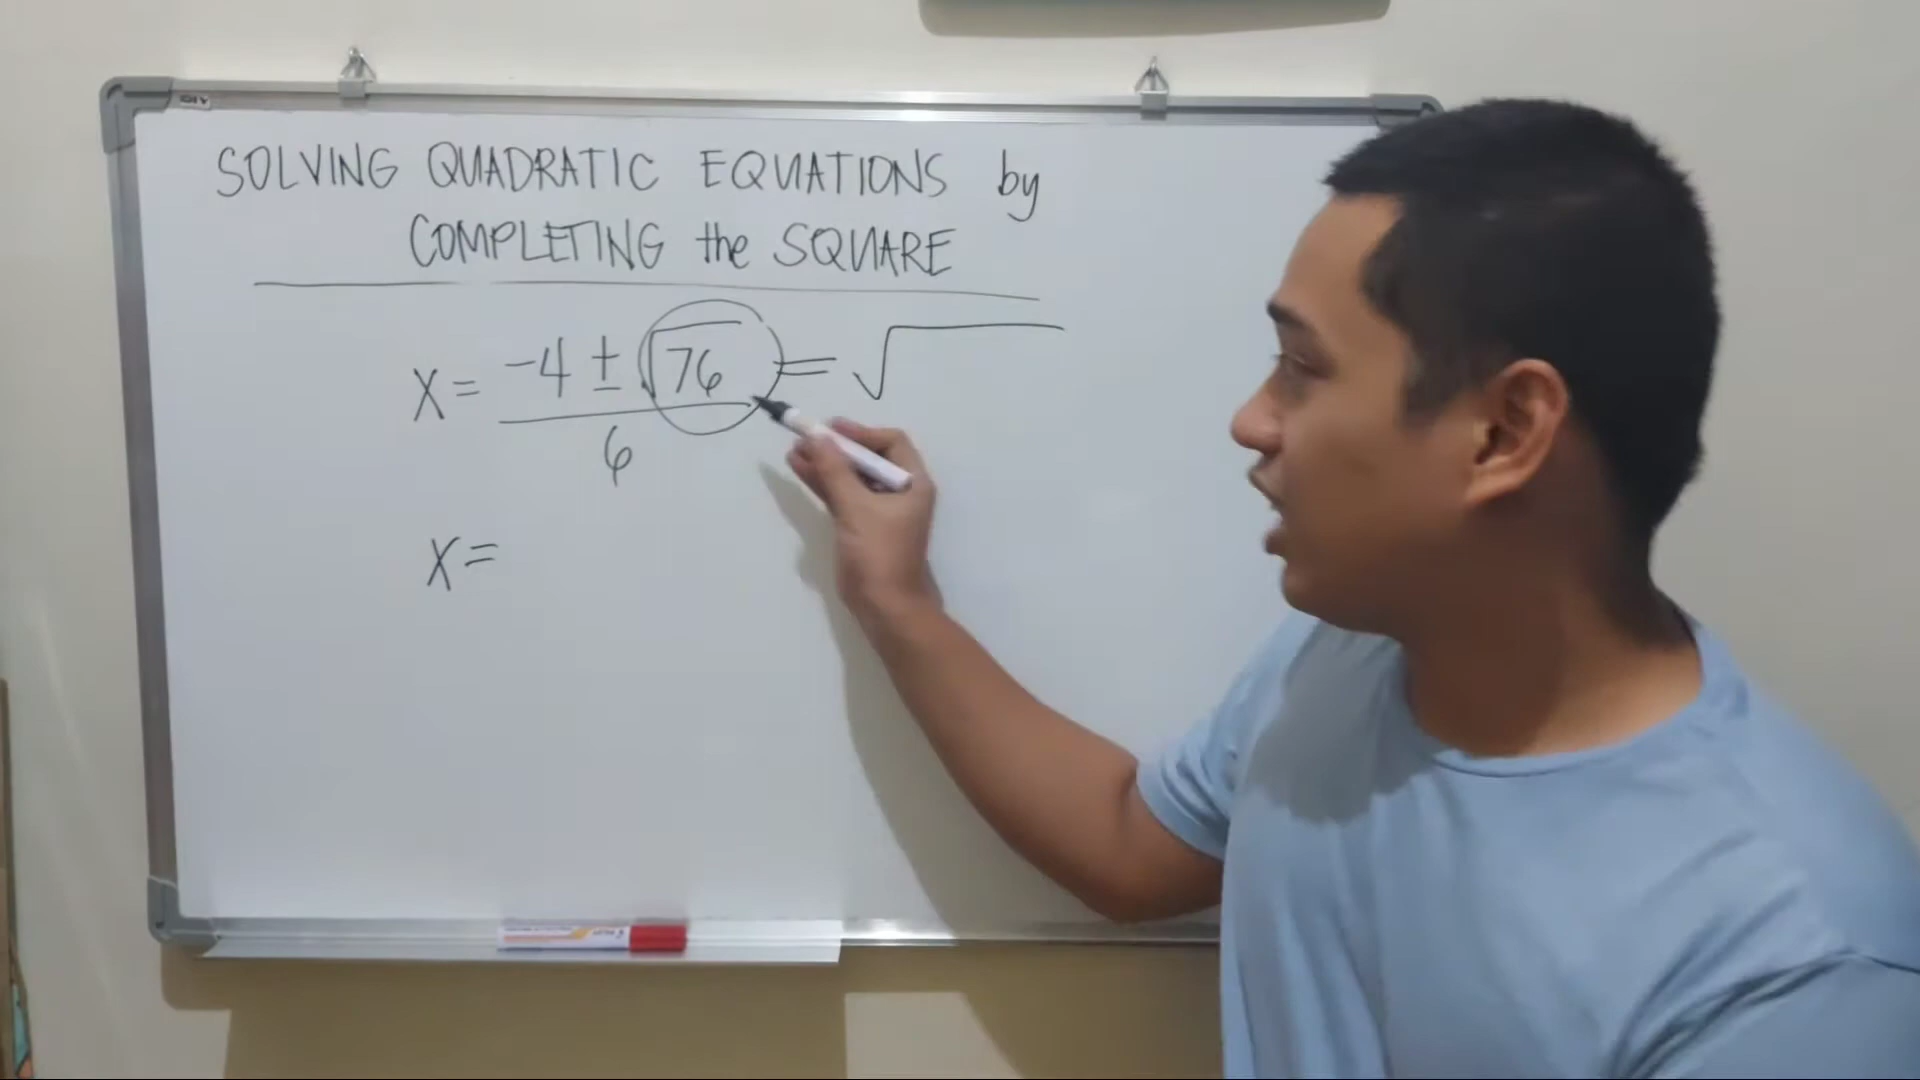 SOLVING QUADRATIC EQUATIONS by
COMPLETING the SQUARE
X = -4 ± √76 = √
6
X =